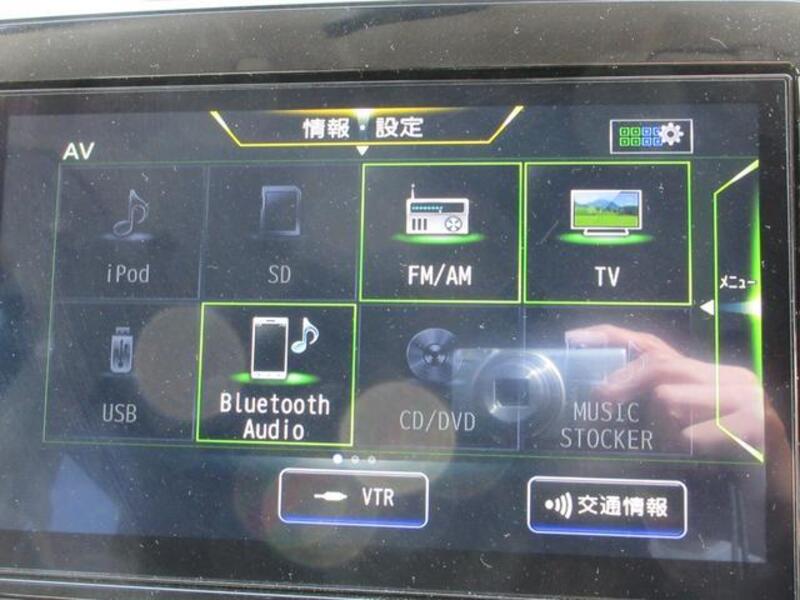 情報・設定
AV
iPod
SD
FM/AM
TV
メニュー
USB
Bluetooth
Audio
CD/DVD
MUSIC
STOCKER
VTR
交通情報